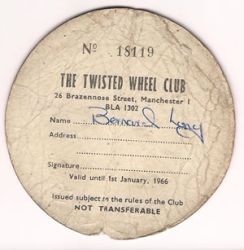 No 18119
THE TWISTED WHEEL CLUB
26 Brazennose Street, Manchester 1
BLA 1302
Name Bernard
Address
Signature
Valid until 1st January, 1966
Issued subject to the rules of the Club
NOT TRANSFERABLE